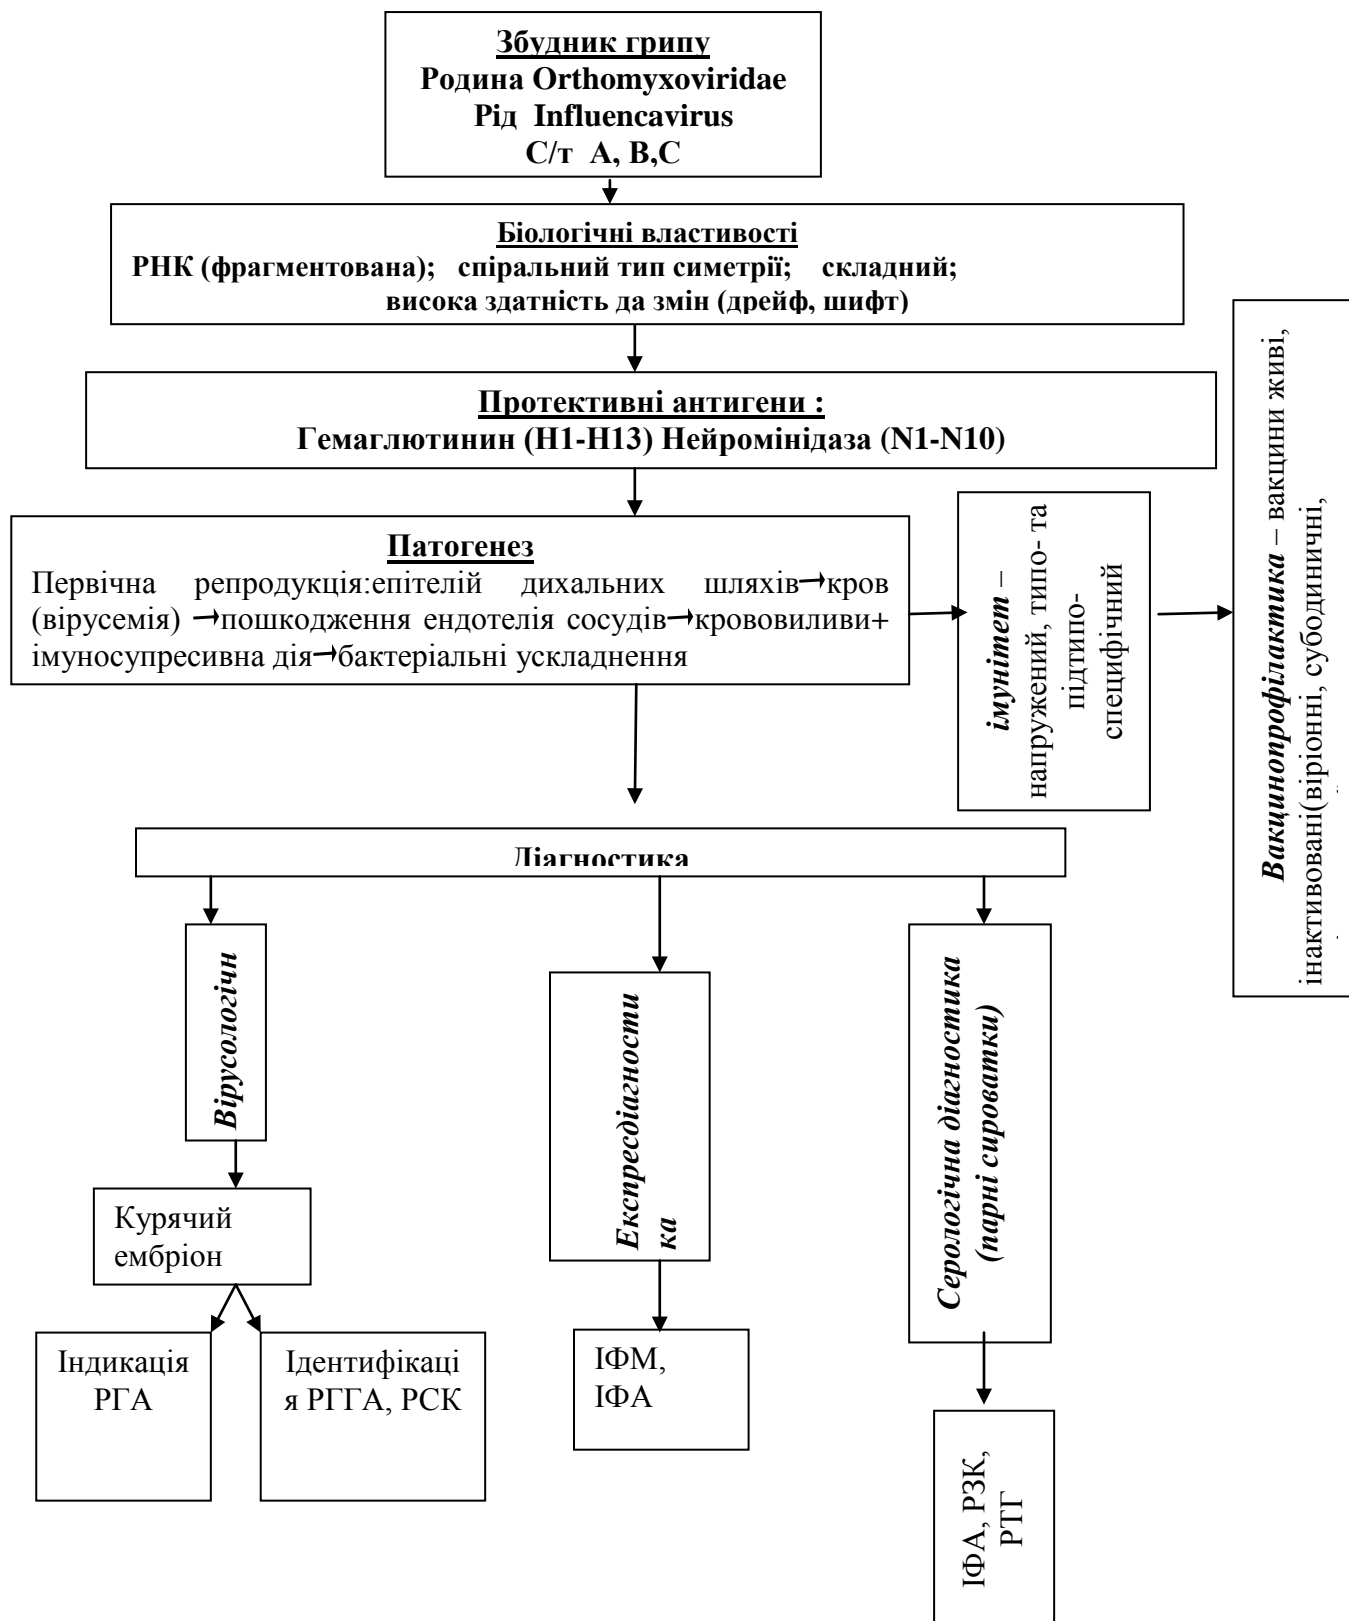 Збудник грипу
Родина Orthomyxoviridae
Рід Influencavirus
С/т А, В,С
Біологічні властивості
РНК (фрагментована); спіральний тип симетрії; складний;
висока здатність да змін (дрейф, шифт)
Протективні антигени :
Гемаглютинин (Н1-Н13) Нейромінідаза (N1-N10)
Патогенез
Первічна репродукція:епітелій дихальних шляхів→кров
(вірусемія) →пошкодження ендотелія сосудів→крововиливи+
імуносупресивна дія→бактеріальні ускладнення
імунітет –
напружений, типо- та
підтипо-
специфічний
Вакцинопрофілактика – вакцини живі,
інактивовані(віріонні, субодиничні,
Діагностика
Вірусологічн
Експресдіагности
ка
Серологічна діагностика
(парні сироватки)
Курячий
ембріон
Індикація
РГА
Ідентифікаці
я РГГА, РСК
ІФМ,
ІФА
ІФА, РЗК,
РТГ